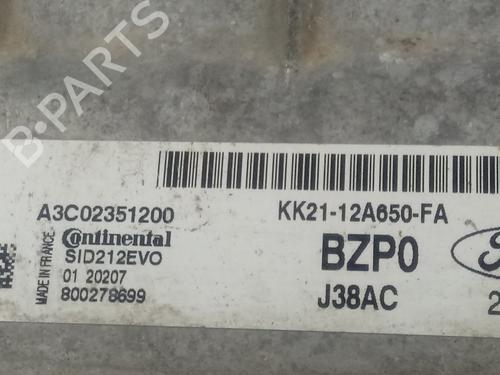 B-PARTS
A3C02351200
KK21-12A650-FA
MADE IN FRANCE
Continental
SID212EVO
BZP0
01 20207
800278699
J38AC
2